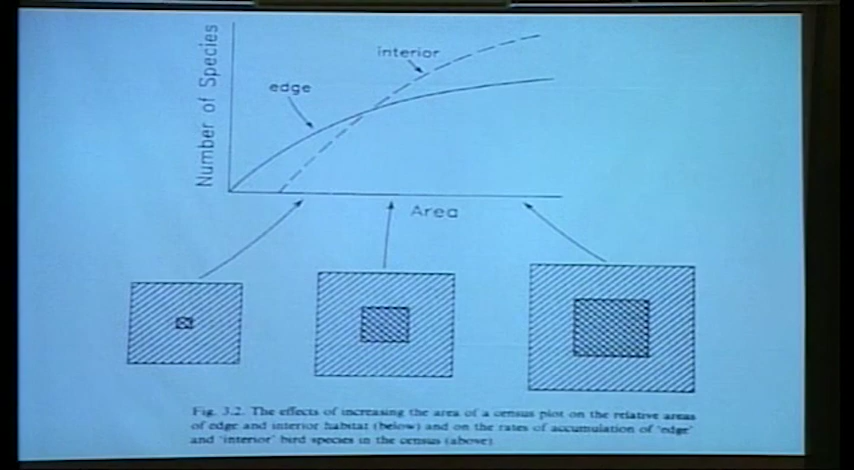 Number of Species
interior
edge
Area
Fig. 3.2. The effects of increasing the area of a census plot on the relative areas
of edge and interior habitat (below) and on the rates of accumulation of 'edge'
and 'interior' bird species in the census (above)